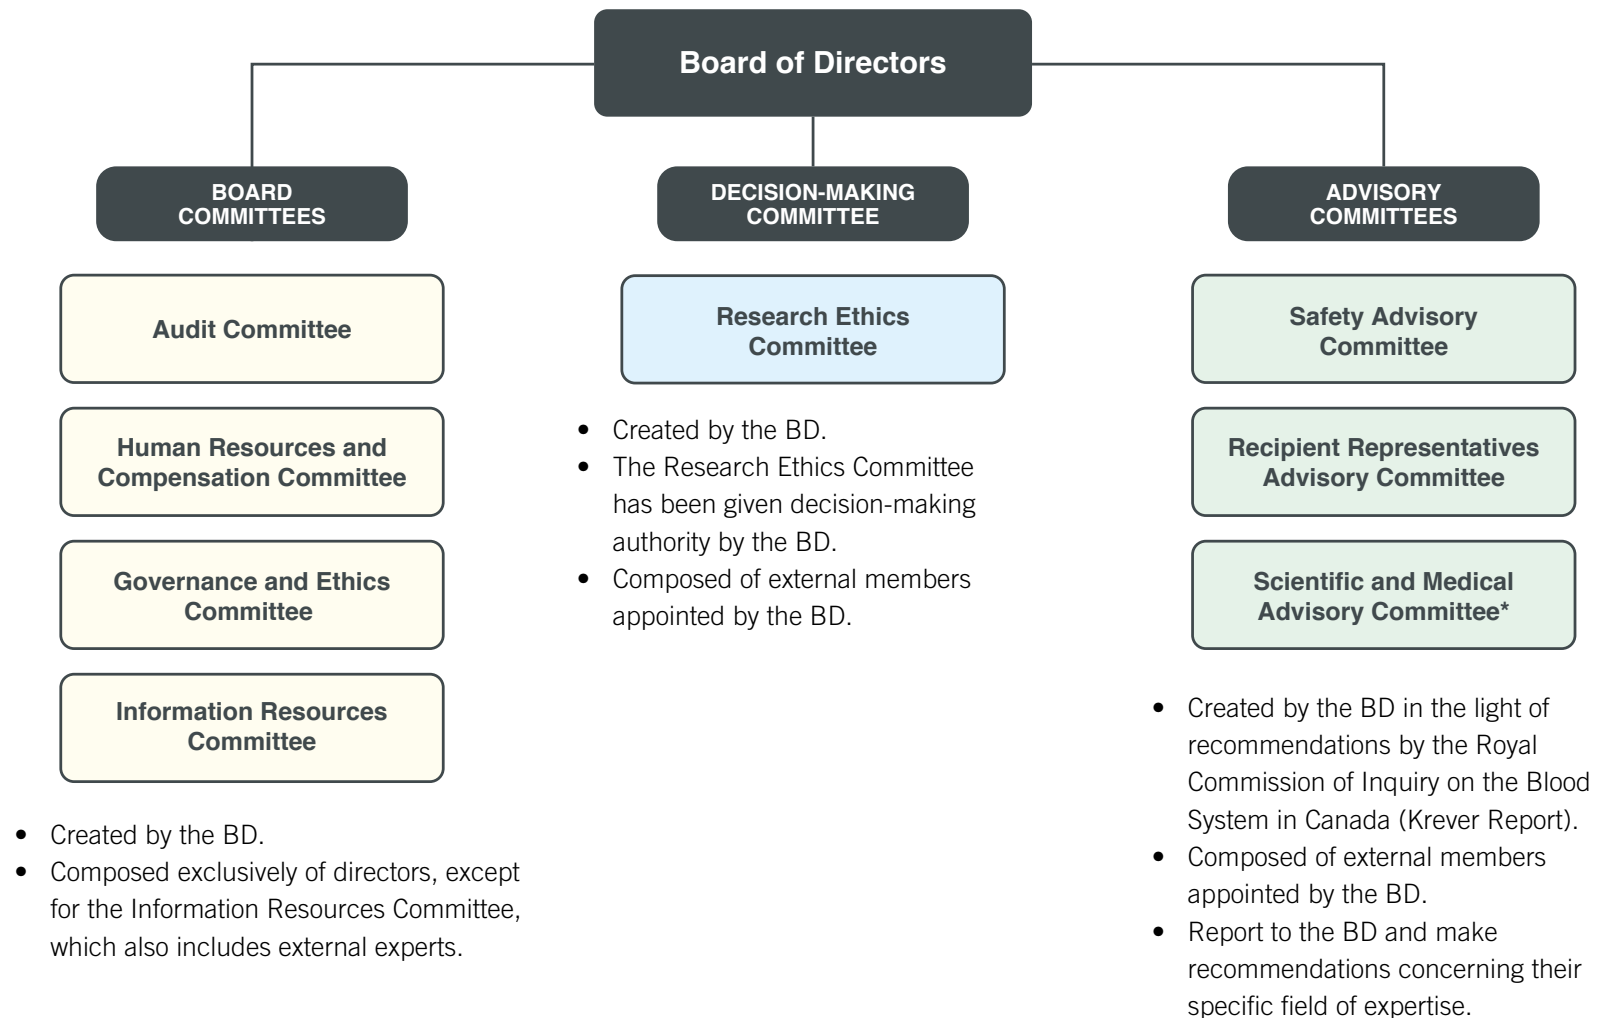 Board of Directors
BOARD
COMMITTEES
Audit Committee
Human Resources and
Compensation Committee
Governance and Ethics
Committee
Information Resources
Committee
• Created by the BD.
• Composed exclusively of directors, except
for the Information Resources Committee,
which also includes external experts.
DECISION-MAKING
COMMITTEE
Research Ethics
Committee
• Created by the BD.
• The Research Ethics Committee
has been given decision-making
authority by the BD.
• Composed of external members
appointed by the BD.
ADVISORY
COMMITTEES
Safety Advisory
Committee
Recipient Representatives
Advisory Committee
Scientific and Medical
Advisory Committee*
• Created by the BD in the light of
recommendations by the Royal
Commission of Inquiry on the Blood
System in Canada (Krever Report).
• Composed of external members
appointed by the BD.
• Report to the BD and make
recommendations concerning their
specific field of expertise.